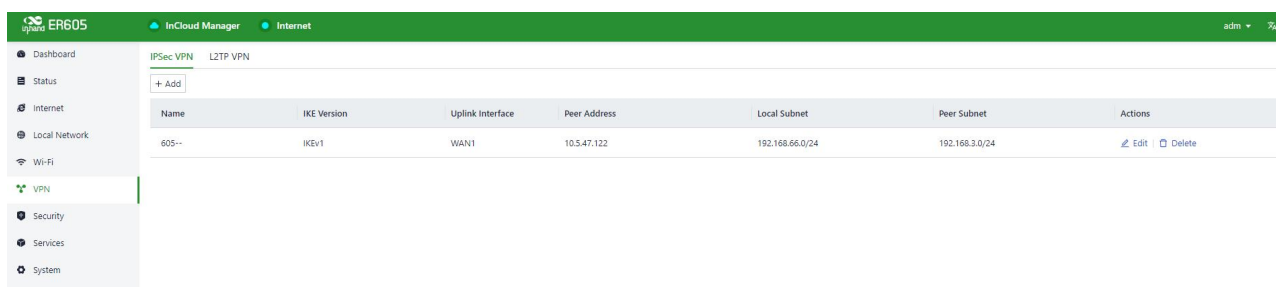 inhand ER605 InCloud Manager Internet adm
Dashboard
Status
Internet
Local Network
Wi-Fi
VPN
Security
Services
System
IPSec VPN L2TP VPN
+ Add
Name IKE Version Uplink Interface Peer Address Local Subnet Peer Subnet Actions
605-- IKEv1 WAN1 10.5.47.122 192.168.66.0/24 192.168.3.0/24 Edit Delete